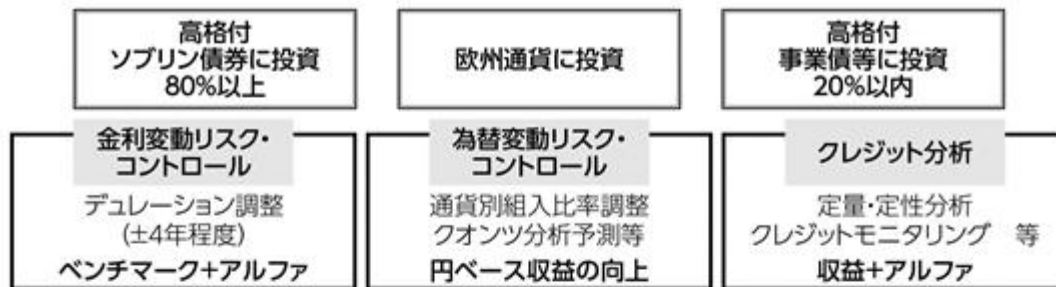 高格付
ソブリン債券に投資
80%以上
欧州通貨に投資
高格付
事業債等に投資
20%以内
金利変動リスク・
コントロール
デュレーション調整
(±4年程度)
ベンチマーク+アルファ
為替変動リスク・
コントロール
通貨別組入比率調整
クオンツ分析予測等
円ベース収益の向上
クレジット分析
定量・定性分析
クレジットモニタリング　等
収益+アルファ